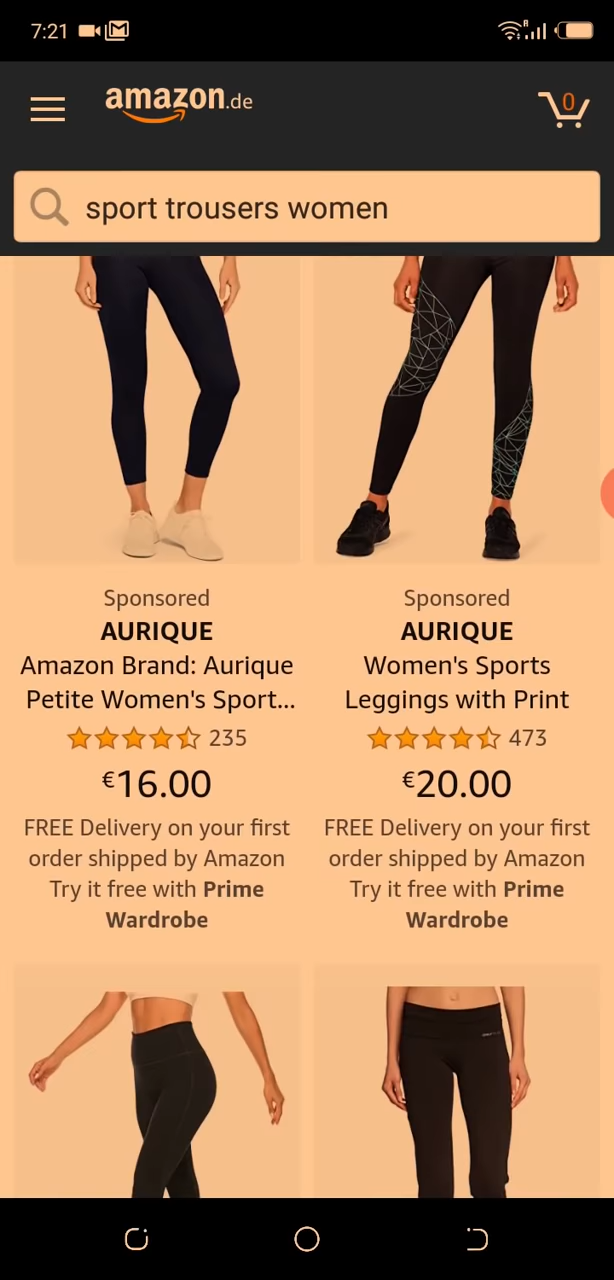 7:21
amazon.de
0
sport trousers women
Sponsored
AURIQUE
Amazon Brand: Aurique
Petite Women's Sport...
235
€16.00
FREE Delivery on your first
order shipped by Amazon
Try it free with Prime
Wardrobe
Sponsored
AURIQUE
Women's Sports
Leggings with Print
473
€20.00
FREE Delivery on your first
order shipped by Amazon
Try it free with Prime
Wardrobe